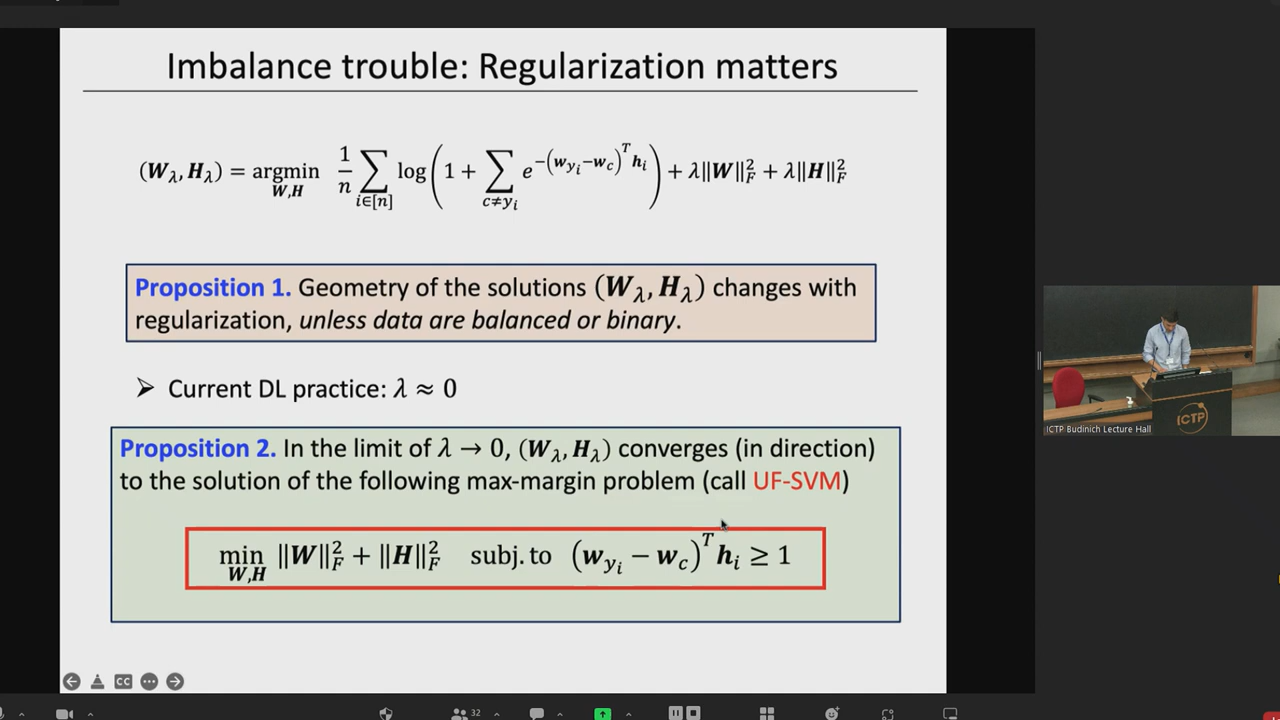 Imbalance trouble: Regularization matters
(W_λ, H_λ) = argmin_{W,H} 1/n ∑_{i∈[n]} log(1 + ∑_{c≠y_i} e^{-(w_{y_i}-w_c)^T h_i}) + λ||W||_F^2 + λ||H||_F^2
Proposition 1. Geometry of the solutions (W_λ, H_λ) changes with
regularization, unless data are balanced or binary.
➢ Current DL practice: λ ≈ 0
Proposition 2. In the limit of λ → 0, (W_λ, H_λ) converges (in direction)
to the solution of the following max-margin problem (call UF-SVM)
min_{W,H} ||W||_F^2 + ||H||_F^2 subj. to (w_{y_i} − w_c)^T h_i ≥ 1
CC
32
ICTP
ICTP Budinich Lecture Hall